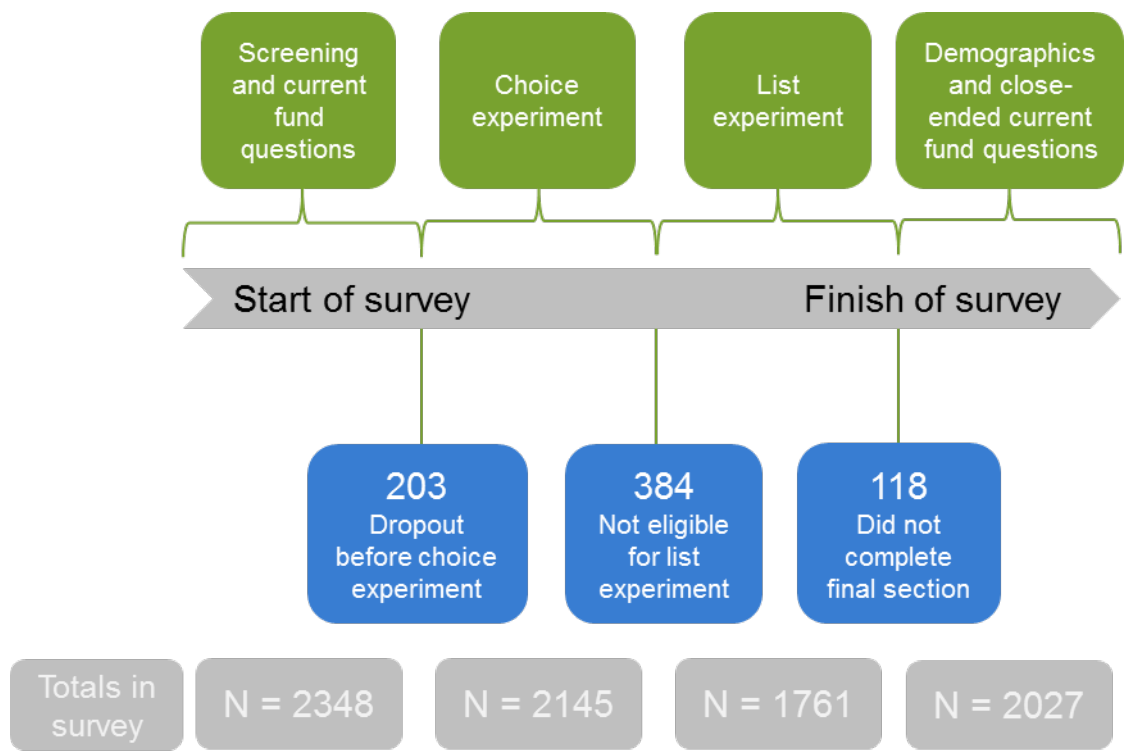 Screening
and current
fund
questions
Choice
experiment
List
experiment
Demographics
and close-
ended current
fund questions
Start of survey
Finish of survey
203
Dropout
before choice
experiment
384
Not eligible
for list
experiment
118
Did not
complete
final section
Totals in
survey
N = 2348
N = 2145
N = 1761
N = 2027